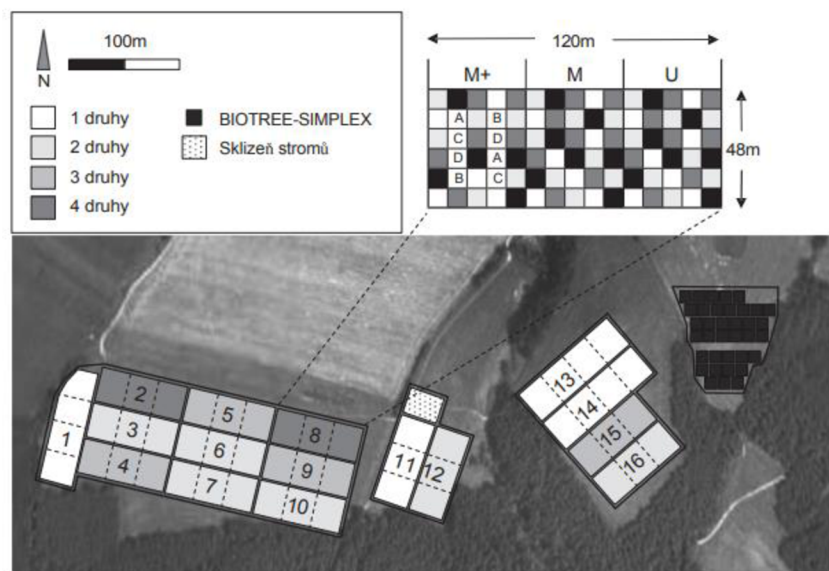 100m
N
1 druhy
2 druhy
3 druhy
4 druhy
BIOTREE-SIMPLEX
Sklizeň stromů
120m
M+ M U
A B
C D
D A
B C
48m
1
2
3
4
5
6
7
8
9
10
11
12
13
14
15
16